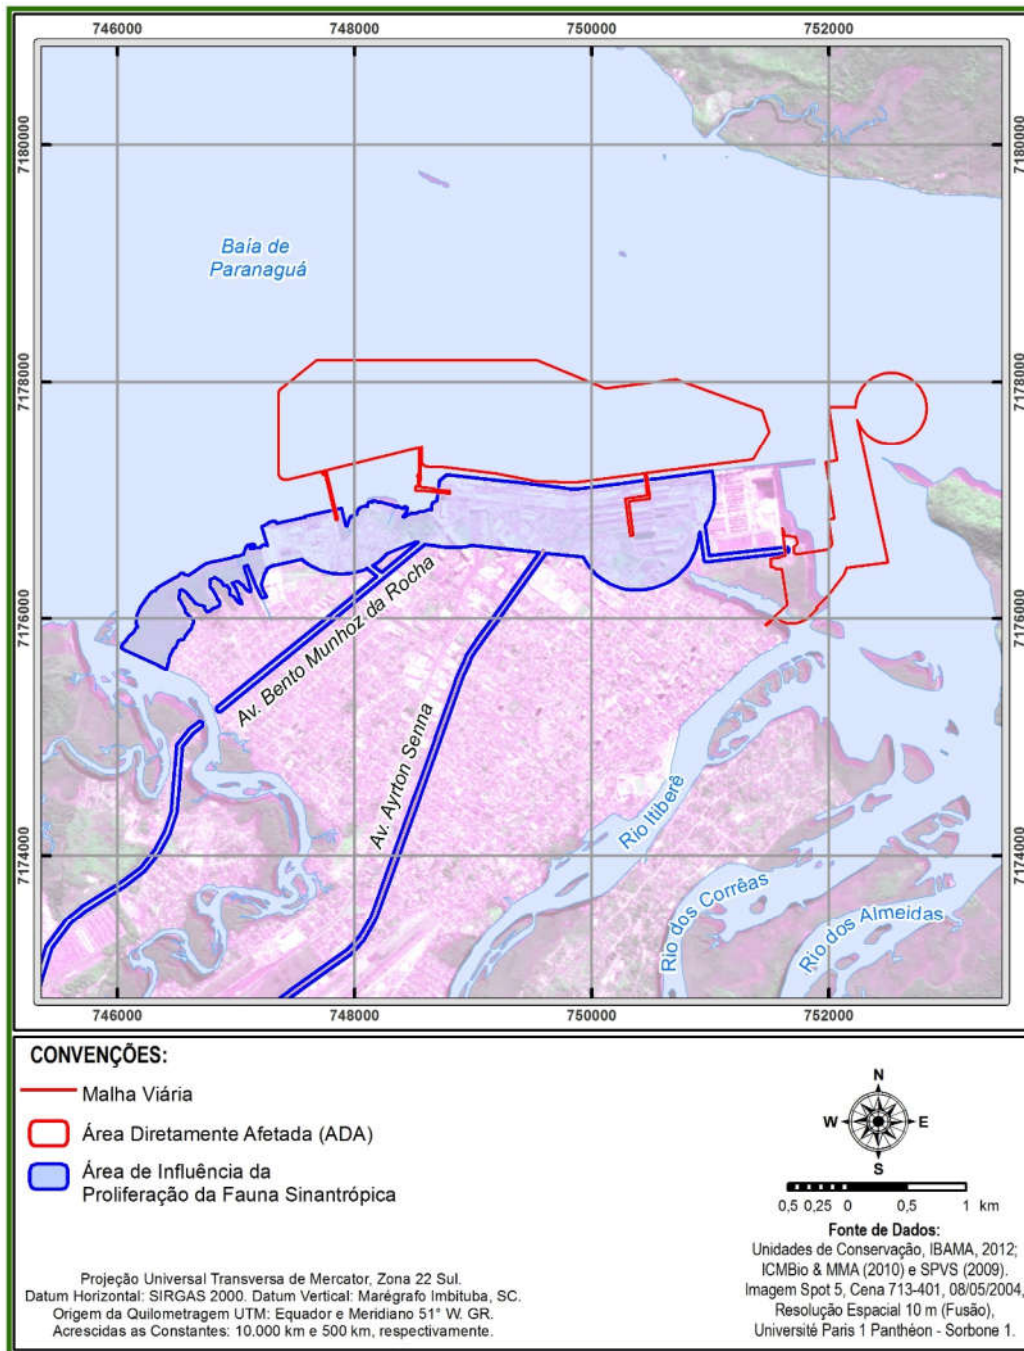 746000 748000 750000 752000
7180000 7180000
Baía de
Paranaguá
7178000 7178000
7176000 7176000
Av. Bento Munhoz da Rocha
Av. Ayrton Senna
Rio Itiberê
7174000 7174000
Rio dos Corrêas
Rio dos Almeidas
746000 748000 750000 752000
CONVENÇÕES:
Malha Viária
Área Diretamente Afetada (ADA)
Área de Influência da
Proliferação da Fauna Sinantrópica
N
W E
S
0,5 0,25 0 0,5 1 km
Fonte de Dados:
Unidades de Conservação, IBAMA, 2012;
ICMBio & MMA (2010) e SPVS (2009).
Imagem Spot 5, Cena 713-401, 08/05/2004,
Resolução Espacial 10 m (Fusão),
Université Paris 1 Panthéon - Sorbone 1.
Projeção Universal Transversa de Mercator, Zona 22 Sul.
Datum Horizontal: SIRGAS 2000. Datum Vertical: Marégrafo Imbituba, SC.
Origem da Quilometragem UTM: Equador e Meridiano 51° W. GR.
Acrescidas as Constantes: 10.000 km e 500 km, respectivamente.